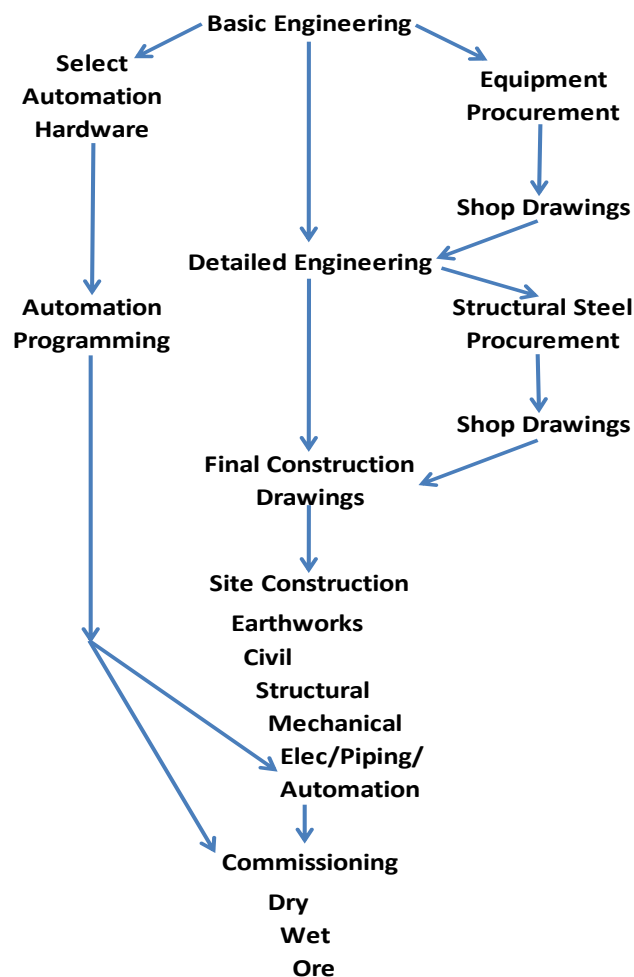 Basic Engineering
Select
Automation
Hardware
Equipment
Procurement
Shop Drawings
Detailed Engineering
Automation
Programming
Structural Steel
Procurement
Shop Drawings
Final Construction
Drawings
Site Construction
Earthworks
Civil
Structural
Mechanical
Elec/Piping/
Automation
Commissioning
Dry
Wet
Ore